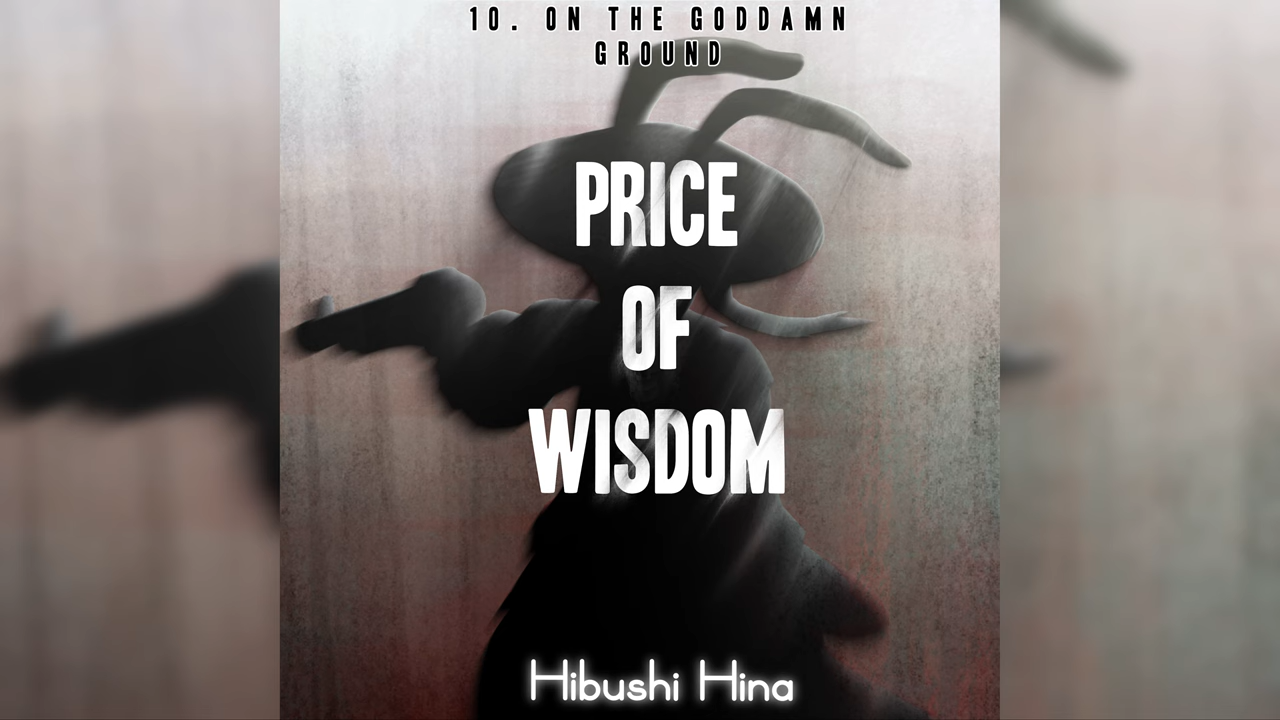 10. ON THE GODDAMN
GROUND
PRICE
OF
WISDOM
Hibushi Hina